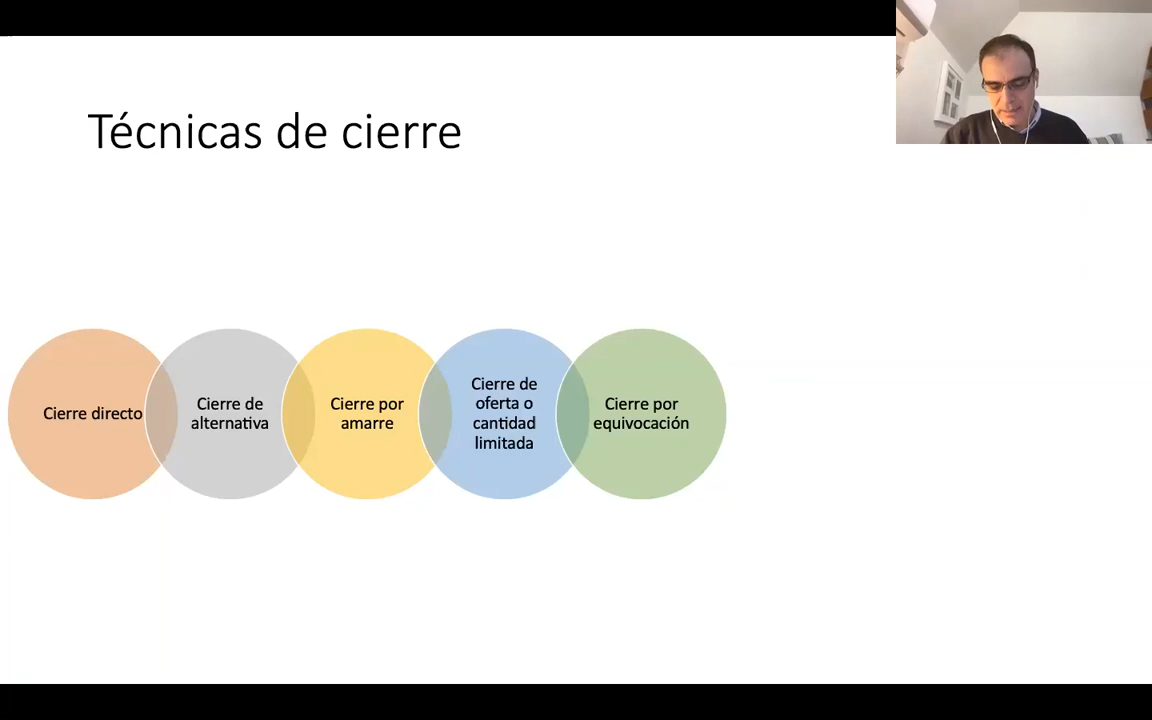 Técnicas de cierre
Cierre directo
Cierre de
alternativa
Cierre por
amarre
Cierre de
oferta o
cantidad
limitada
Cierre por
equivocación